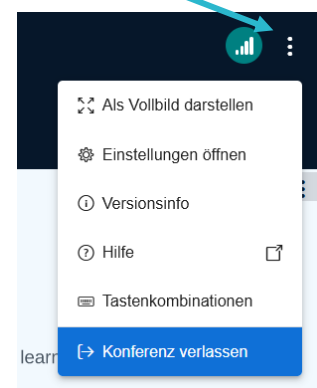 Als Vollbild darstellen
Einstellungen öffnen
Versionsinfo
Hilfe
Tastenkombinationen
Konferenz verlassen
learn